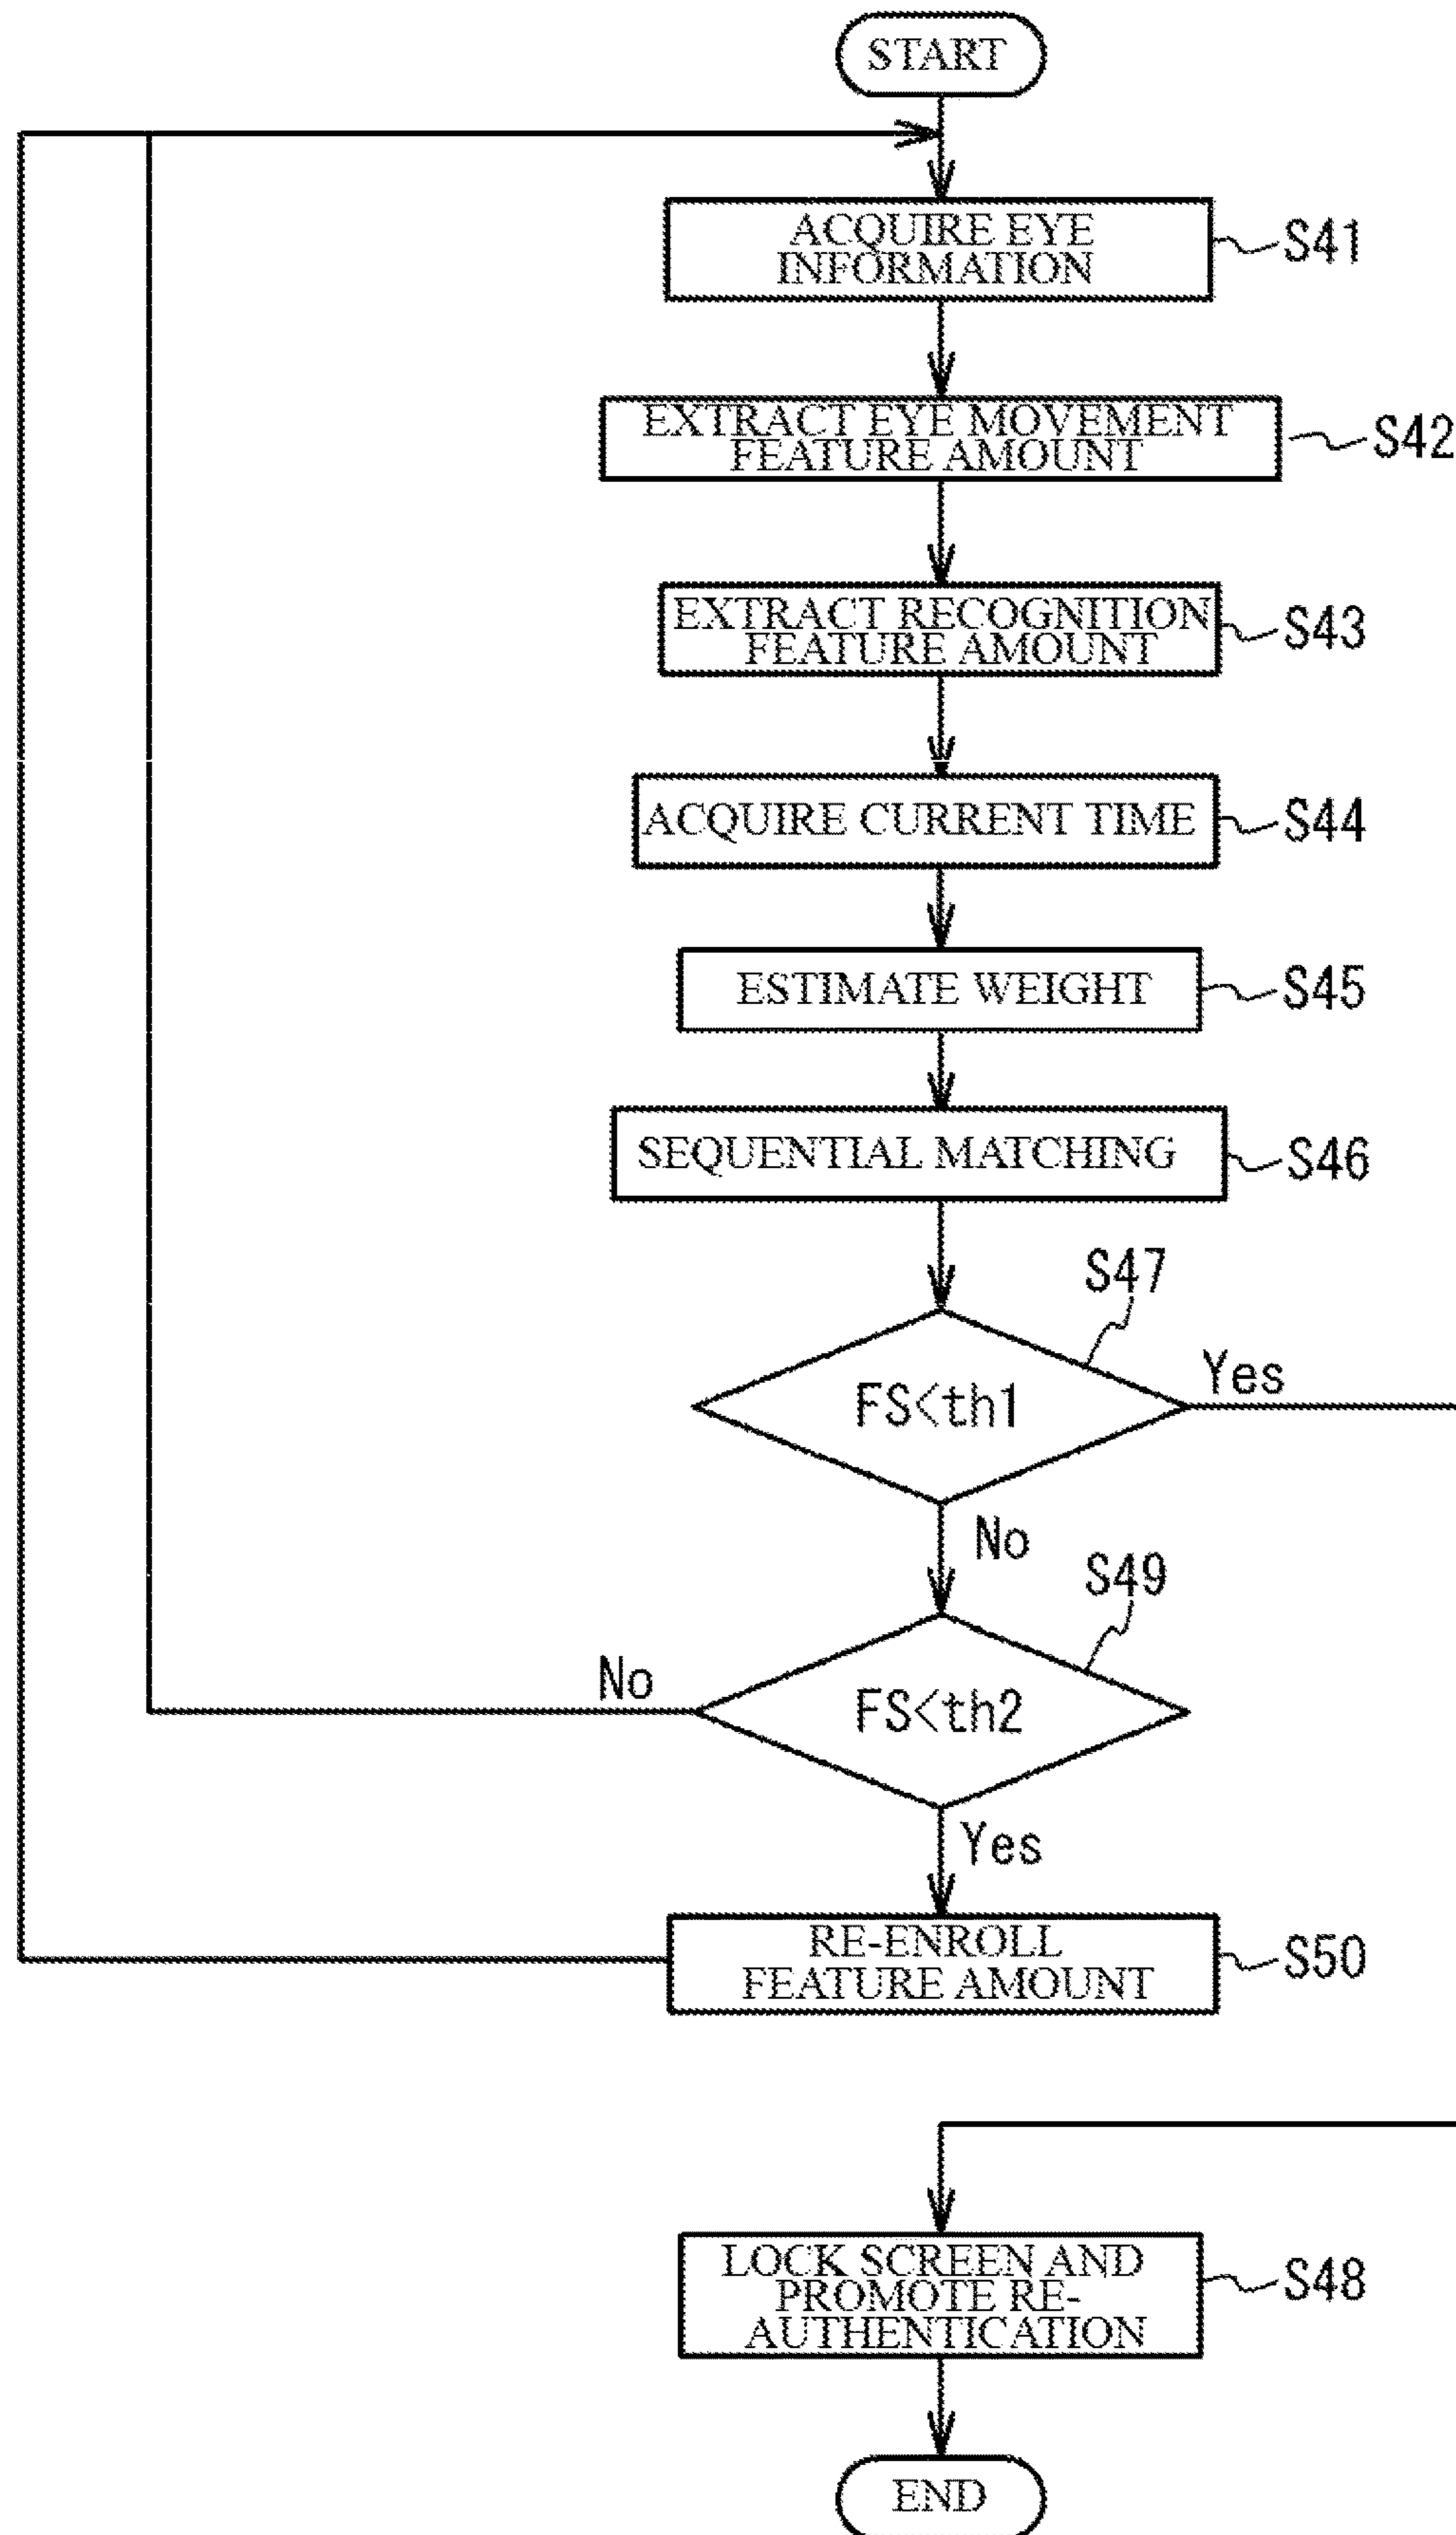 START
ACQUIRE EYE
INFORMATION
S41
EXTRACT EYE MOVEMENT
FEATURE AMOUNT
S42
EXTRACT RECOGNITION
FEATURE AMOUNT
S43
ACQUIRE CURRENT TIME
S44
ESTIMATE WEIGHT
S45
SEQUENTIAL MATCHING
S46
S47
FS<th1
Yes
No
S49
FS<th2
No
Yes
RE-ENROLL
FEATURE AMOUNT
S50
LOCK SCREEN AND
PROMOTE RE-
AUTHENTICATION
S48
END